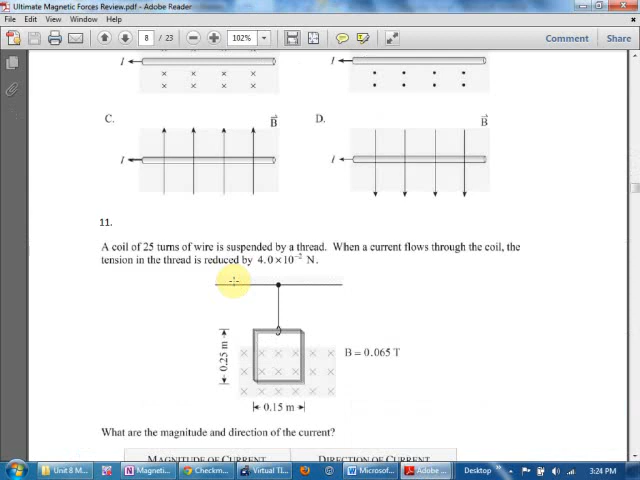 Ultimate Magnetic Forces Review.pdf - Adobe Reader
File Edit View Window Help
8 / 23 102% Comment Share
I I
C. B D. B
I I
11.
A coil of 25 turns of wire is suspended by a thread. When a current flows through the coil, the
tension in the thread is reduced by 4.0×10⁻² N.
0.25 m
B = 0.065 T
0.15 m
What are the magnitude and direction of the current?
MAGNITUDE OF CURRENT DIRECTION OF CURRENT
Unit 8 M... Magneti... Checkm... Virtual TI... Microsof... Adobe ... Desktop 3:24 PM